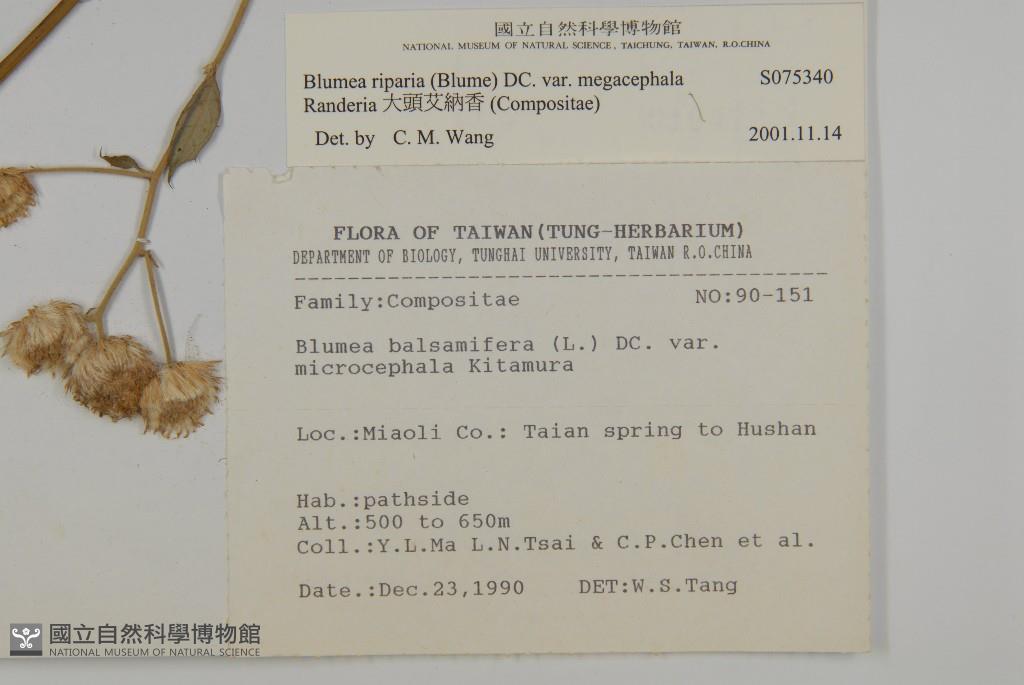 國立自然科學博物館
NATIONAL MUSEUM OF NATURAL SCIENCE, TAICHUNG, TAIWAN, R.O.CHINA
Blumea riparia (Blume) DC. var. megacephala S075340
Randeria 大頭艾納香 (Compositae)
Det. by C. M. Wang 2001.11.14
FLORA OF TAIWAN(TUNG-HERBARIUM)
DEPARTMENT OF BIOLOGY, TUNGHAI UNIVERSITY, TAIWAN R.O.CHINA
Family:Compositae NO:90-151
Blumea balsamifera (L.) DC. var.
microcephala Kitamura
Loc.:Miaoli Co.: Taian spring to Hushan
Hab.:pathside
Alt.:500 to 650m
Coll.:Y.L.Ma L.N.Tsai & C.P.Chen et al.
Date.:Dec.23,1990 DET:W.S.Tang
國立自然科學博物館
NATIONAL MUSEUM OF NATURAL SCIENCE